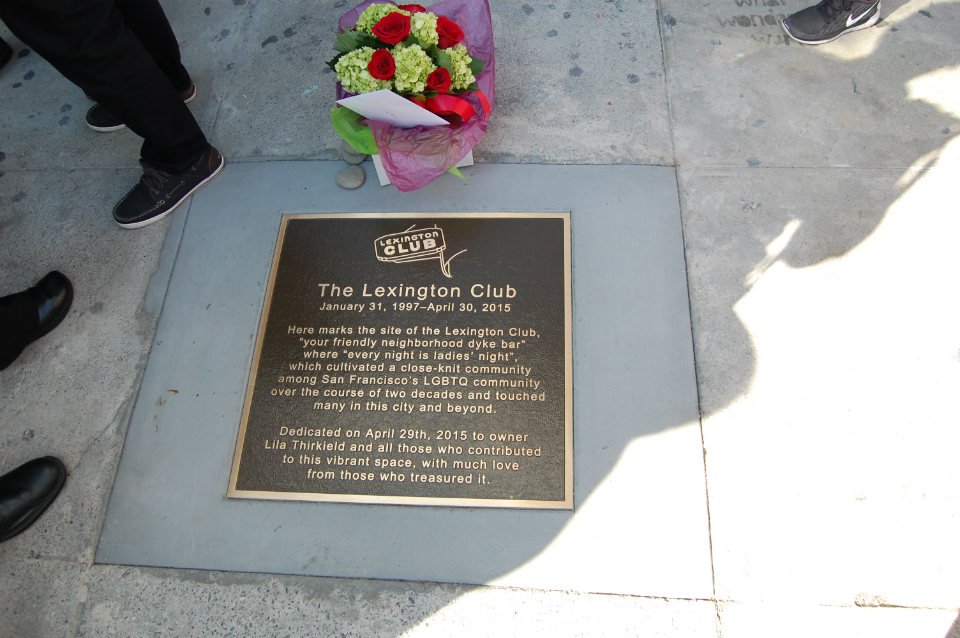 LEXINGTON
CLUB
The Lexington Club
January 31, 1997–April 30, 2015
Here marks the site of the Lexington Club,
"your friendly neighborhood dyke bar"
where "every night is ladies' night",
which cultivated a close-knit community
among San Francisco's LGBTQ community
over the course of two decades and touched
many in this city and beyond.
Dedicated on April 29th, 2015 to owner
Lila Thirkield and all those who contributed
to this vibrant space, with much love
from those who treasured it.